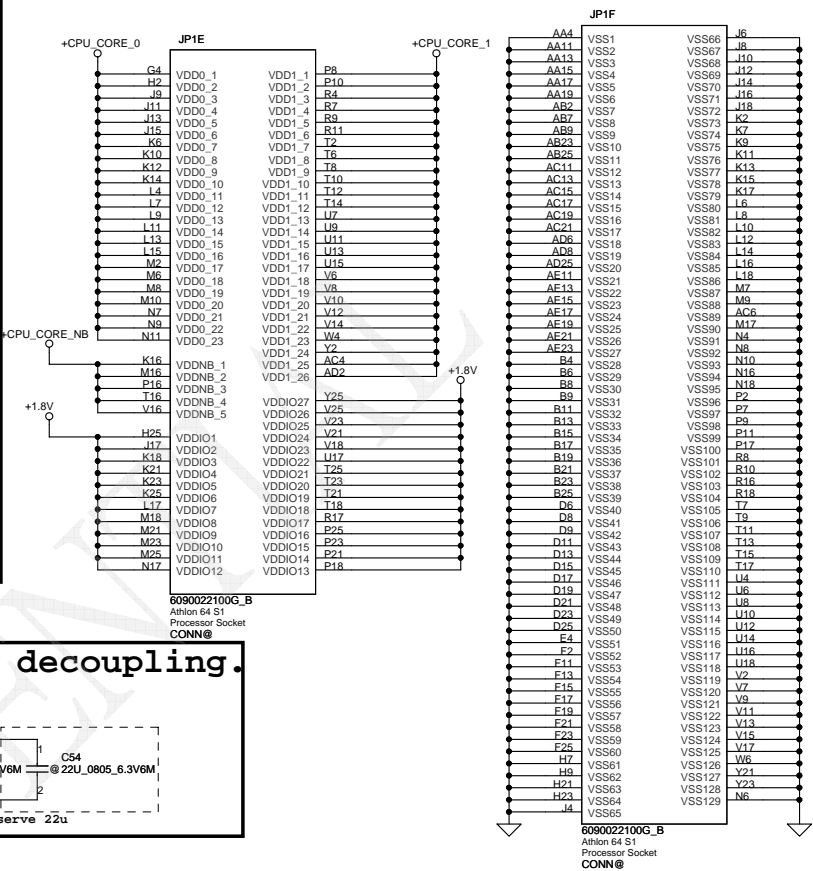 JP1E
+CPU_CORE_0
+CPU_CORE_1
G4 VDD0_1 VDD1_1 P8
H2 VDD0_2 VDD1_2 P10
J9 VDD0_3 VDD1_3 R4
J11 VDD0_4 VDD1_4 R7
J13 VDD0_5 VDD1_5 R9
J15 VDD0_6 VDD1_6 R11
K6 VDD0_7 VDD1_7 T2
K10 VDD0_8 VDD1_8 T6
K12 VDD0_9 VDD1_9 T8
K14 VDD0_10 VDD1_10 T10
L4 VDD0_11 VDD1_11 T12
L7 VDD0_12 VDD1_12 T14
L9 VDD0_13 VDD1_13 U7
L11 VDD0_14 VDD1_14 U9
L13 VDD0_15 VDD1_15 U11
L15 VDD0_16 VDD1_16 U13
M2 VDD0_17 VDD1_17 U15
M6 VDD0_18 VDD1_18 V6
M8 VDD0_19 VDD1_19 V8
M10 VDD0_20 VDD1_20 V10
N7 VDD0_21 VDD1_21 V12
N9 VDD0_22 VDD1_22 V14
N11 VDD0_23 VDD1_23 W4
VDD1_24 Y2
VDD1_25 AC4
VDD1_26 AD2
+CPU_CORE_NB
K16 VDDNB_1
M16 VDDNB_2
P16 VDDNB_3
T16 VDDNB_4
V16 VDDNB_5
+1.8V
+1.8V
VDDIO27 Y25
VDDIO26 V25
VDDIO25 V23
H25 VDDIO1 VDDIO24 V21
J17 VDDIO2 VDDIO23 V18
K18 VDDIO3 VDDIO22 U17
K21 VDDIO4 VDDIO21 T25
K23 VDDIO5 VDDIO20 T23
K25 VDDIO6 VDDIO19 T21
L17 VDDIO7 VDDIO18 T18
M18 VDDIO8 VDDIO17 R17
M21 VDDIO9 VDDIO16 P25
M23 VDDIO10 VDDIO15 P23
M25 VDDIO11 VDDIO14 P21
N17 VDDIO12 VDDIO13 P18
6090022100G_B
Athlon 64 S1
Processor Socket
CONN@
decoupling.
1
C54
V6M
@ 22U_0805_6.3V6M
2
serve 22u
JP1F
AA4 VSS1 VSS66 J6
AA11 VSS2 VSS67 J8
AA13 VSS3 VSS68 J10
AA15 VSS4 VSS69 J12
AA17 VSS5 VSS70 J14
AA19 VSS6 VSS71 J16
AB2 VSS7 VSS72 J18
AB7 VSS8 VSS73 K2
AB9 VSS9 VSS74 K7
AB23 VSS10 VSS75 K9
AB25 VSS11 VSS76 K11
AC11 VSS12 VSS77 K13
AC13 VSS13 VSS78 K15
AC15 VSS14 VSS79 K17
AC17 VSS15 VSS80 L6
AC19 VSS16 VSS81 L8
AC21 VSS17 VSS82 L10
AD6 VSS18 VSS83 L12
AD8 VSS19 VSS84 L14
AD25 VSS20 VSS85 L16
AE11 VSS21 VSS86 L18
AE13 VSS22 VSS87 M7
AE15 VSS23 VSS88 M9
AE17 VSS24 VSS89 AC6
AE19 VSS25 VSS90 M17
AE21 VSS26 VSS91 N4
AE23 VSS27 VSS92 N8
B4 VSS28 VSS93 N10
B6 VSS29 VSS94 N16
B8 VSS30 VSS95 N18
B9 VSS31 VSS96 P2
B11 VSS32 VSS97 P7
B13 VSS33 VSS98 P9
B15 VSS34 VSS99 P11
B17 VSS35 VSS100 P17
B19 VSS36 VSS101 R8
B21 VSS37 VSS102 R10
B23 VSS38 VSS103 R16
B25 VSS39 VSS104 R18
D6 VSS40 VSS105 T7
D8 VSS41 VSS106 T9
D9 VSS42 VSS107 T11
D11 VSS43 VSS108 T13
D13 VSS44 VSS109 T15
D15 VSS45 VSS110 T17
D17 VSS46 VSS111 U4
D19 VSS47 VSS112 U6
D21 VSS48 VSS113 U8
D23 VSS49 VSS114 U10
D25 VSS50 VSS115 U12
E4 VSS51 VSS116 U14
F2 VSS52 VSS117 U16
F11 VSS53 VSS118 U18
F13 VSS54 VSS119 V2
F15 VSS55 VSS120 V7
F17 VSS56 VSS121 V9
F19 VSS57 VSS122 V11
F21 VSS58 VSS123 V13
F23 VSS59 VSS124 V15
F25 VSS60 VSS125 V17
H7 VSS61 VSS126 W6
H9 VSS62 VSS127 Y21
H21 VSS63 VSS128 Y23
H23 VSS64 VSS129 N6
J4 VSS65
6090022100G_B
Athlon 64 S1
Processor Socket
CONN@